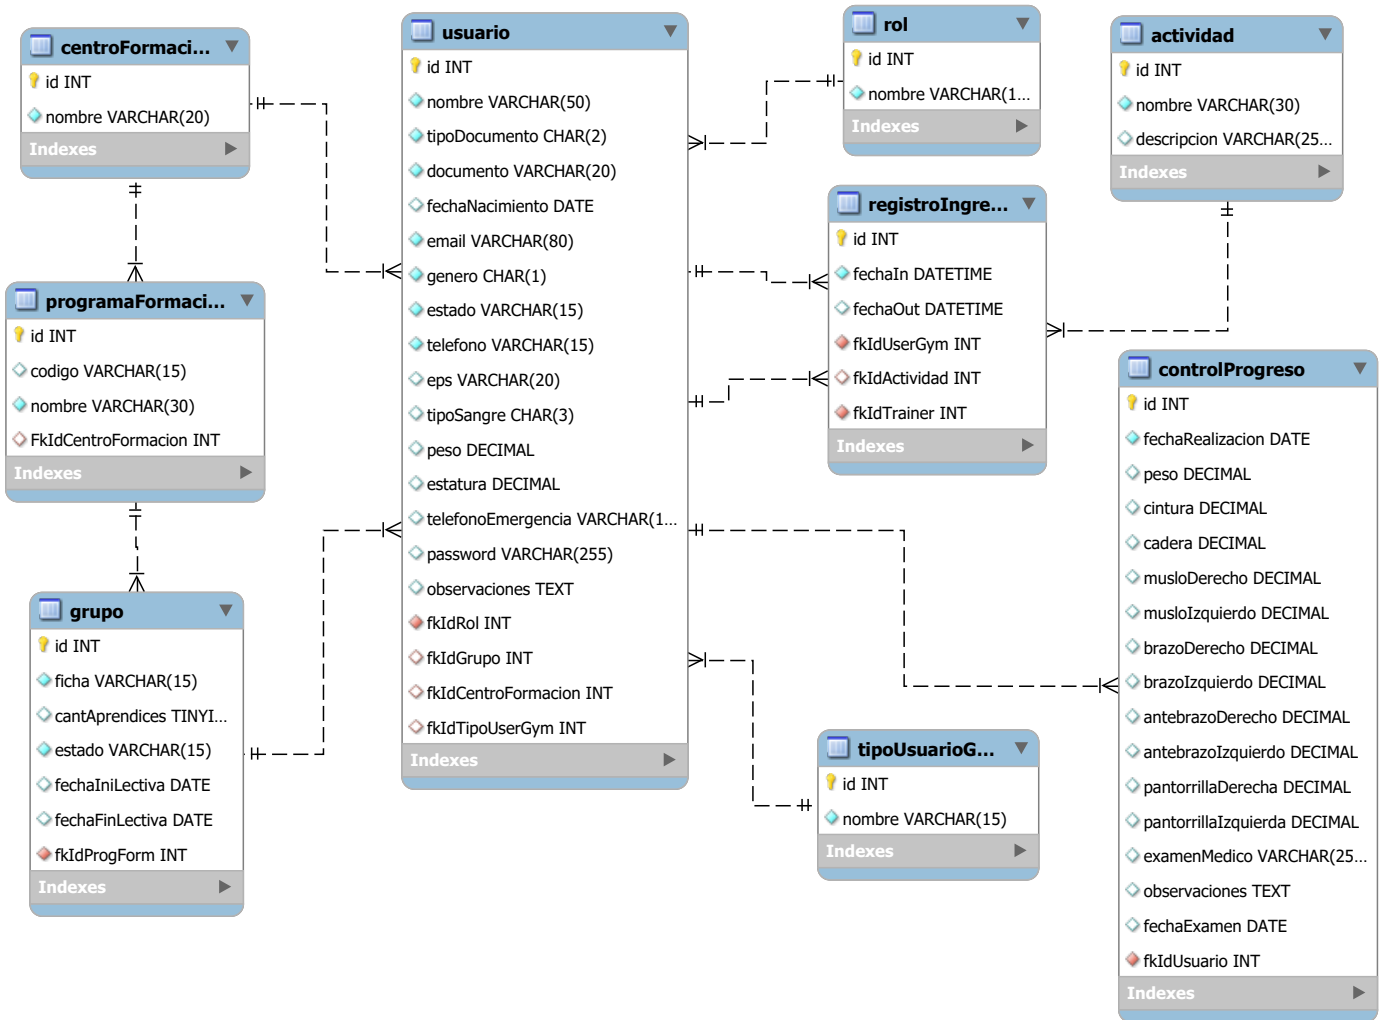 centroFormaci...
id INT
nombre VARCHAR(20)
Indexes
programaFormaci...
id INT
codigo VARCHAR(15)
nombre VARCHAR(30)
FkIdCentroFormacion INT
Indexes
grupo
id INT
ficha VARCHAR(15)
cantAprendices TINYI...
estado VARCHAR(15)
fechaIniLectiva DATE
fechaFinLectiva DATE
fkIdProgForm INT
Indexes
usuario
id INT
nombre VARCHAR(50)
tipoDocumento CHAR(2)
documento VARCHAR(20)
fechaNacimiento DATE
email VARCHAR(80)
genero CHAR(1)
estado VARCHAR(15)
telefono VARCHAR(15)
eps VARCHAR(20)
tipoSangre CHAR(3)
peso DECIMAL
estatura DECIMAL
telefonoEmergencia VARCHAR(1...
password VARCHAR(255)
observaciones TEXT
fkIdRol INT
fkIdGrupo INT
fkIdCentroFormacion INT
fkIdTipoUserGym INT
Indexes
rol
id INT
nombre VARCHAR(1...
Indexes
registroIngre...
id INT
fechaIn DATETIME
fechaOut DATETIME
fkIdUserGym INT
fkIdActividad INT
fkIdTrainer INT
Indexes
tipoUsuarioG...
id INT
nombre VARCHAR(15)
Indexes
actividad
id INT
nombre VARCHAR(30)
descripcion VARCHAR(25...
Indexes
controlProgreso
id INT
fechaRealizacion DATE
peso DECIMAL
cintura DECIMAL
cadera DECIMAL
musloDerecho DECIMAL
musloIzquierdo DECIMAL
brazoDerecho DECIMAL
brazoIzquierdo DECIMAL
antebrazoDerecho DECIMAL
antebrazoIzquierdo DECIMAL
pantorrillaDerecha DECIMAL
pantorrillaIzquierda DECIMAL
examenMedico VARCHAR(25...
observaciones TEXT
fechaExamen DATE
fkIdUsuario INT
Indexes